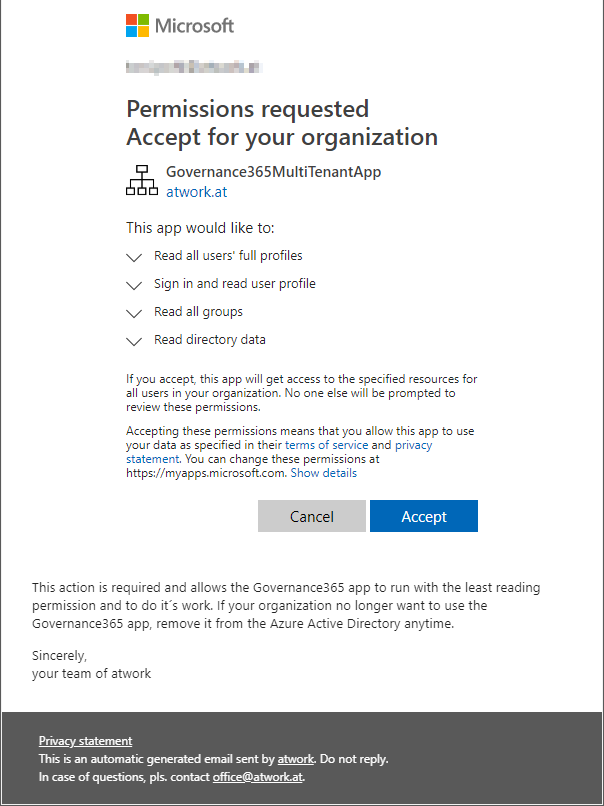 Microsoft
Permissions requested
Accept for your organization
Governance365MultiTenantApp
atwork.at
This app would like to:
Read all users' full profiles
Sign in and read user profile
Read all groups
Read directory data
If you accept, this app will get access to the specified resources for
all users in your organization. No one else will be prompted to
review these permissions.
Accepting these permissions means that you allow this app to use
your data as specified in their terms of service and privacy
statement. You can change these permissions at
https://myapps.microsoft.com. Show details
Cancel
Accept
This action is required and allows the Governance365 app to run with the least reading
permission and to do it´s work. If your organization no longer want to use the
Governance365 app, remove it from the Azure Active Directory anytime.
Sincerely,
your team of atwork
Privacy statement
This is an automatic generated email sent by atwork. Do not reply.
In case of questions, pls. contact office@atwork.at.